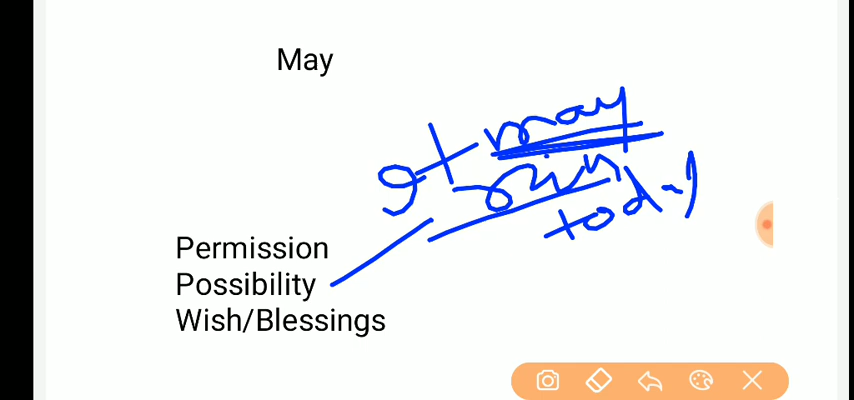 May
It may
rain
today
Permission
Possibility
Wish/Blessings